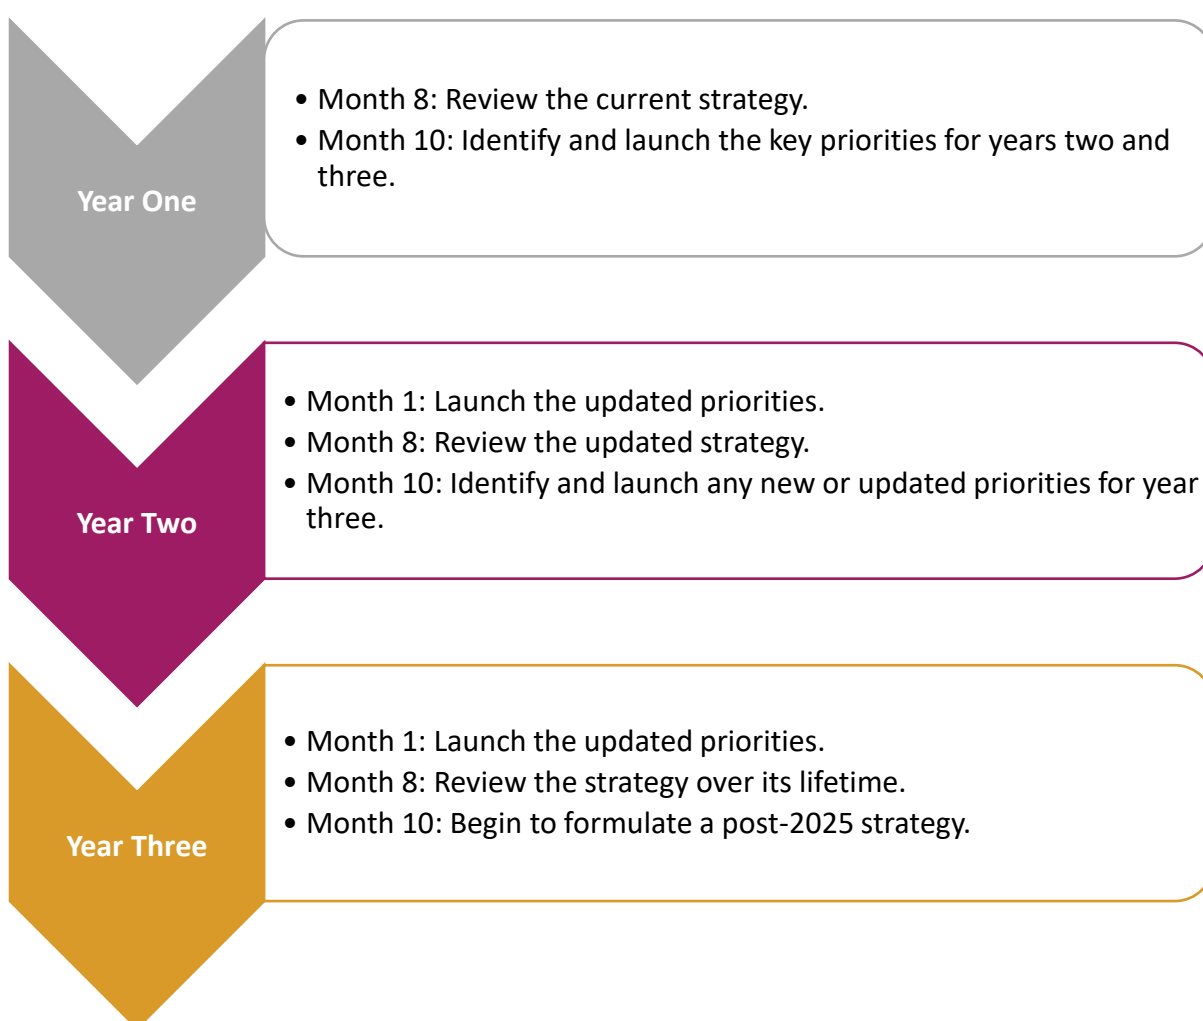 • Month 8: Review the current strategy.
• Month 10: Identify and launch the key priorities for years two and
three.
Year One
• Month 1: Launch the updated priorities.
• Month 8: Review the updated strategy.
• Month 10: Identify and launch any new or updated priorities for year
three.
Year Two
• Month 1: Launch the updated priorities.
• Month 8: Review the strategy over its lifetime.
• Month 10: Begin to formulate a post-2025 strategy.
Year Three